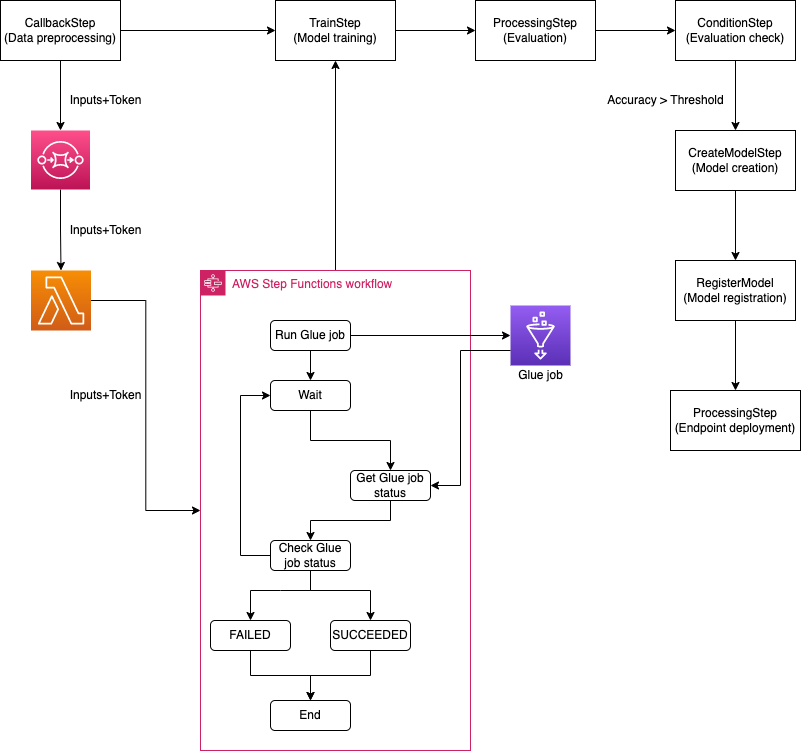 CallbackStep
(Data preprocessing)
TrainStep
(Model training)
ProcessingStep
(Evaluation)
ConditionStep
(Evaluation check)
Inputs+Token
Accuracy > Threshold
CreateModelStep
(Model creation)
Inputs+Token
AWS Step Functions workflow
RegisterModel
(Model registration)
Run Glue job
Glue job
Wait
Inputs+Token
ProcessingStep
(Endpoint deployment)
Get Glue job
status
Check Glue
job status
FAILED
SUCCEEDED
End